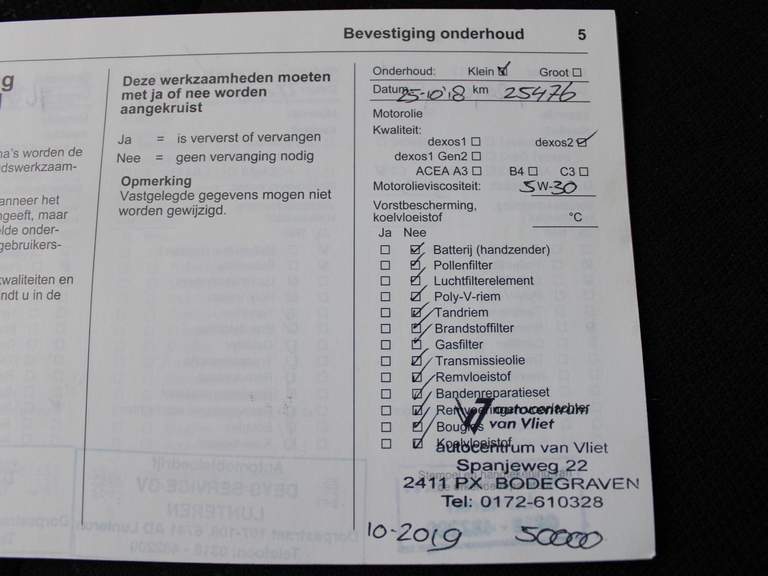 Bevestiging onderhoud 5
g
na's worden de
dswerkzaam-
anneer het
ngeeft, maar
elde onder-
gebruikers-
kwaliteiten en
ndt u in de
Deze werkzaamheden moeten
met ja of nee worden
aangekruist
Ja = is ververst of vervangen
Nee = geen vervanging nodig
Opmerking
Vastgelegde gegevens mogen niet
worden gewijzigd.
Onderhoud: Klein Groot
Datum 25-10'18 km 25476
Motorolie
Kwaliteit:
dexos1 dexos2
dexos1 Gen2
ACEA A3 B4 C3
Motorolieviscositeit: 5W-30
Vorstbescherming,
koelvloeistof °C
Ja Nee
Batterij (handzender)
Pollenfilter
Luchtfilterelement
Poly-V-riem
Tandriem
Brandstoffilter
Gasfilter
Transmissieolie
Remvloeistof
Bandenreparatieset
autocentrum
Bougies van Vliet
Koelvloeistof
autocentrum van Vliet
Spanjeweg 22
2411 PX BODEGRAVEN
Tel: 0172-610328
10-2019 50000